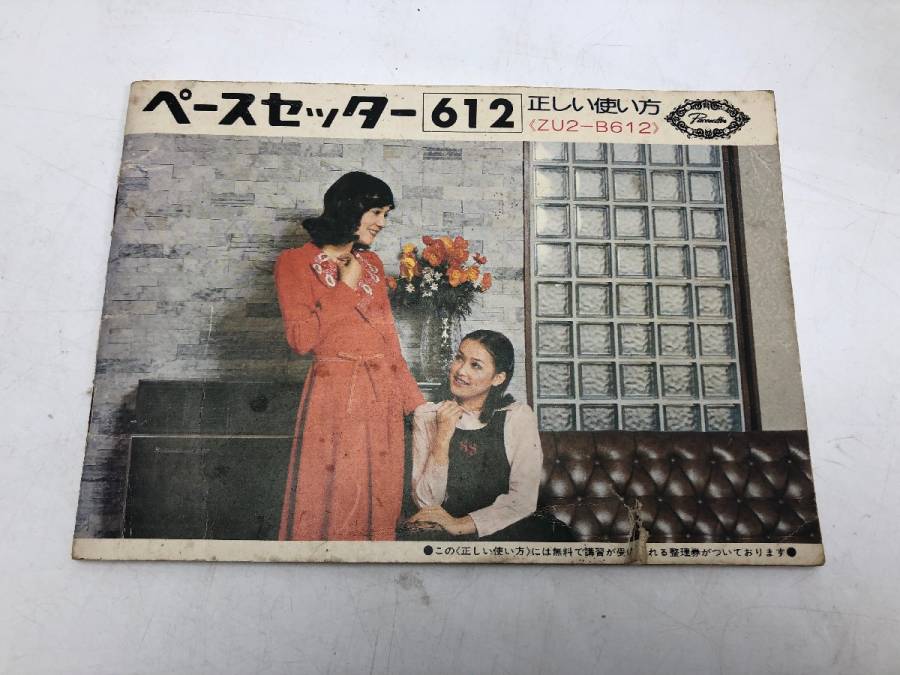 ペースセッター 612 正しい使い方
《ZU2-B612》
Pacesetter
●この《正しい使い方》には無料で講習が受けられる整理券がついております●